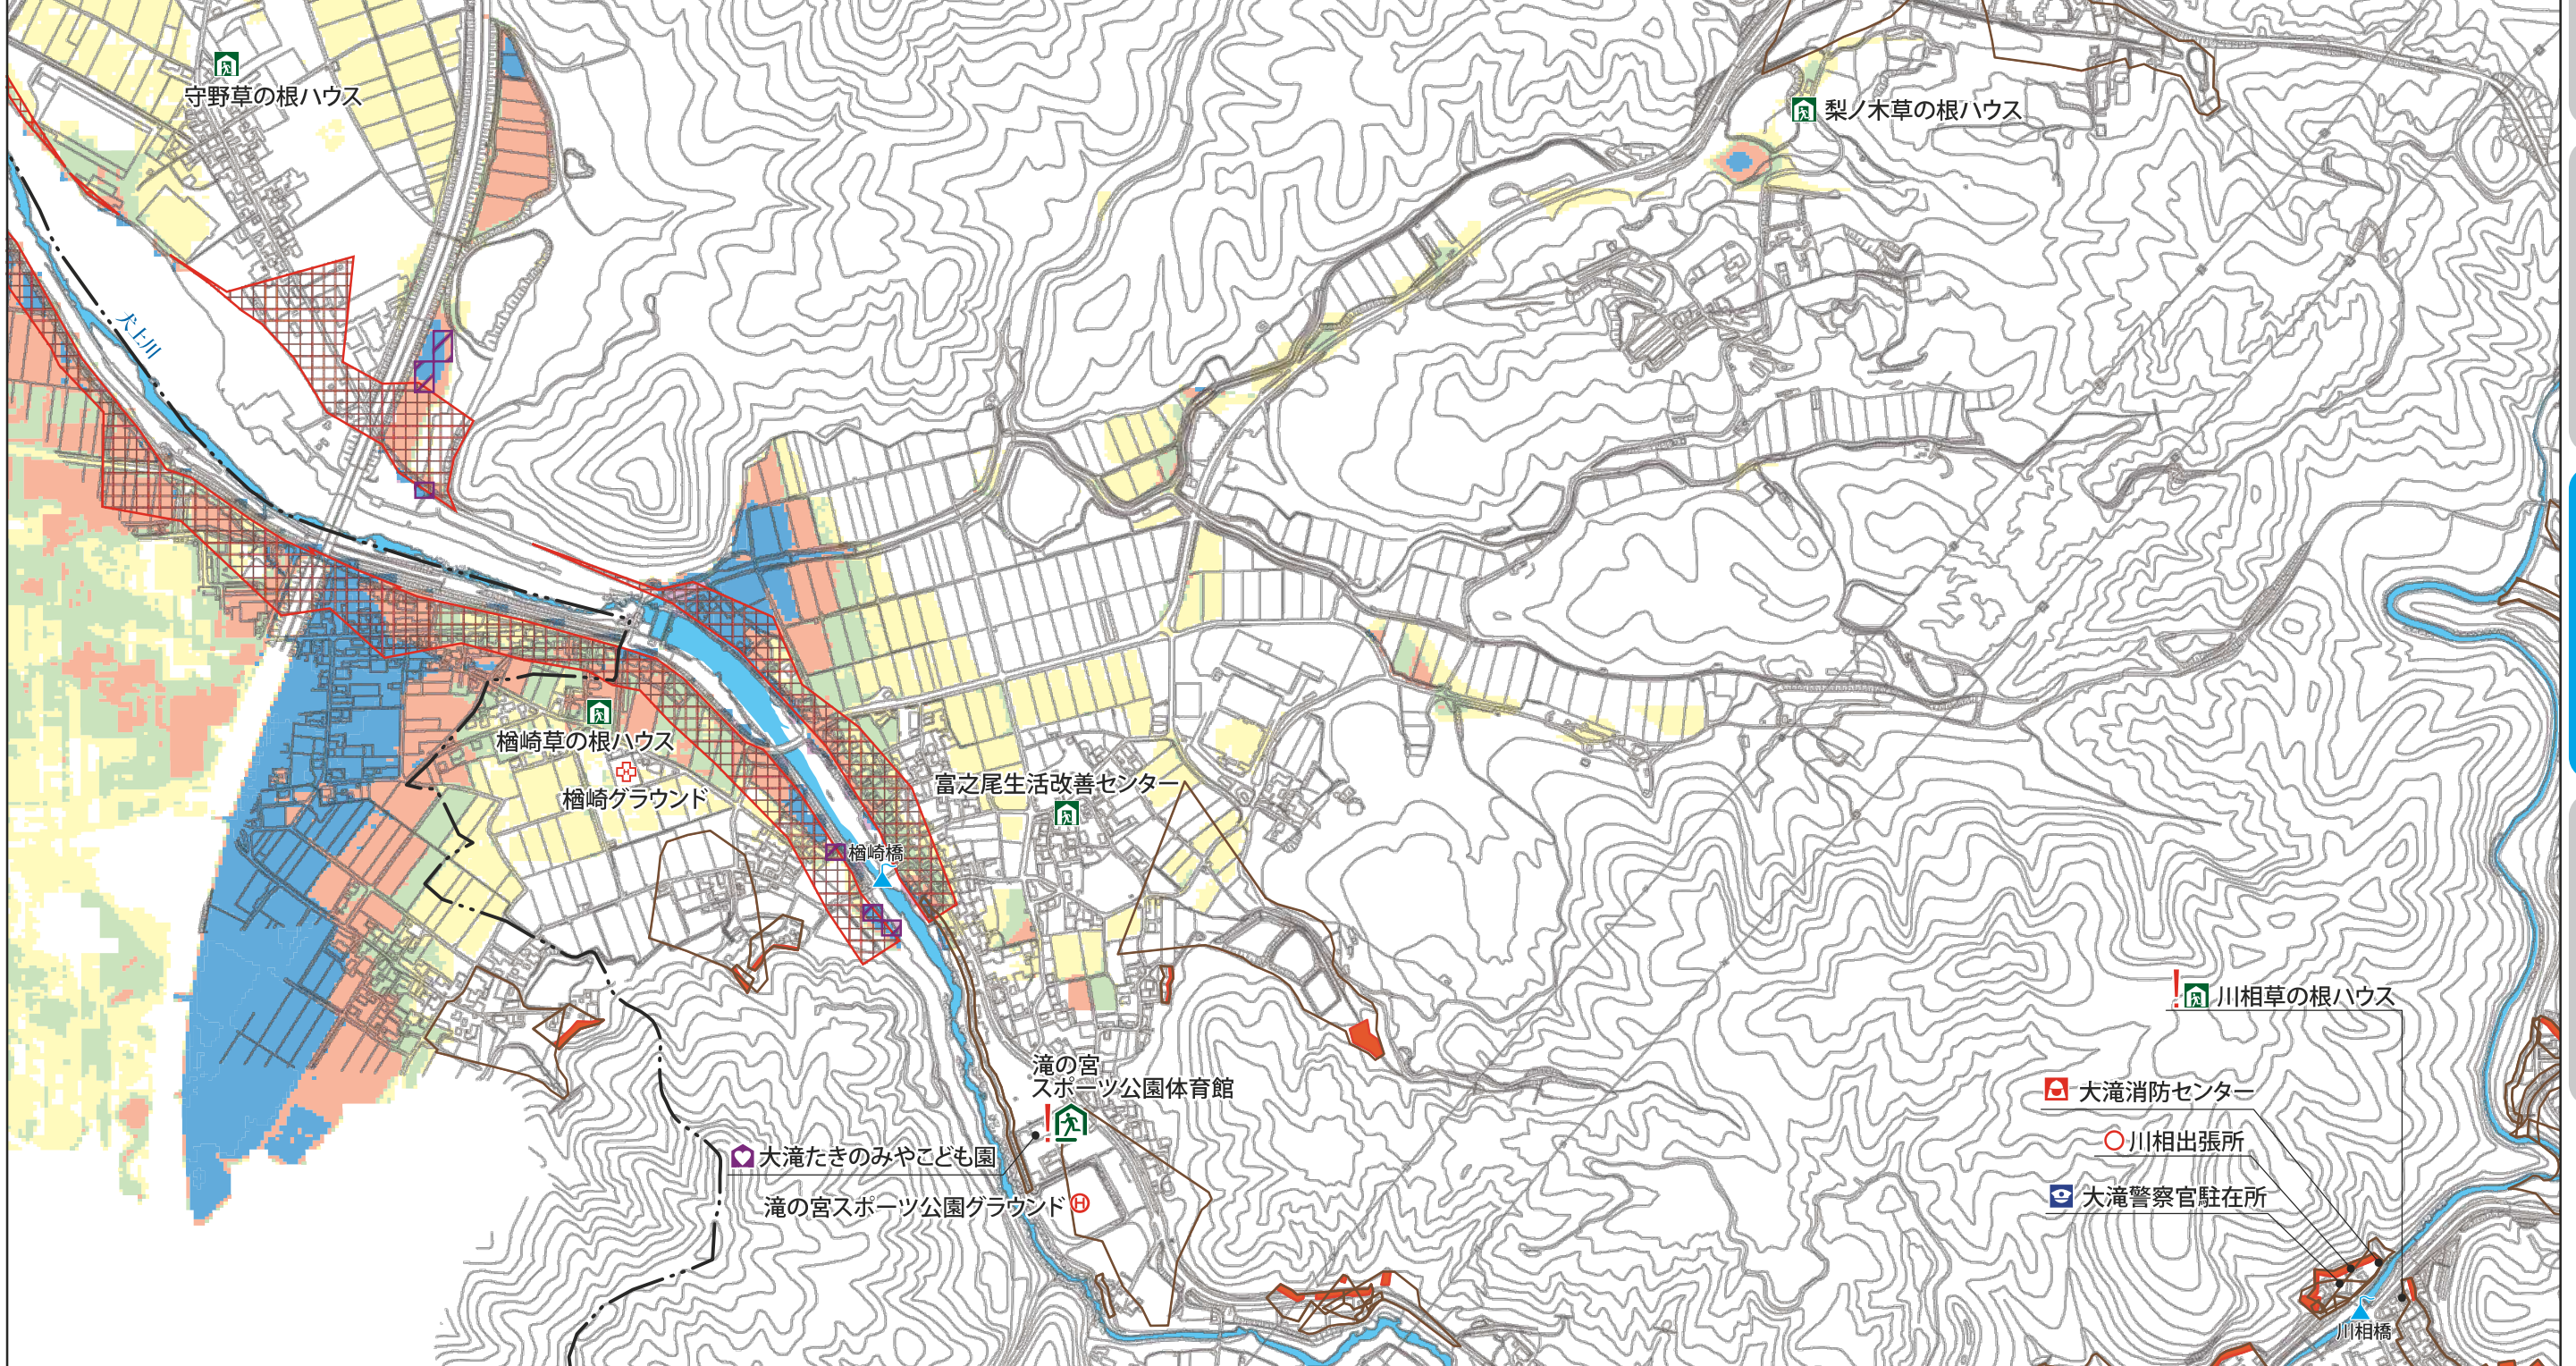 守野草の根ハウス
梨ノ木草の根ハウス
犬上川
楢崎草の根ハウス
楢崎グラウンド
富之尾生活改善センター
楢崎橋
川相草の根ハウス
滝の宮
スポーツ公園体育館
大滝消防センター
川相出張所
大滝たきのみやこども園
大滝警察官駐在所
滝の宮スポーツ公園グラウンド
H
川相橋